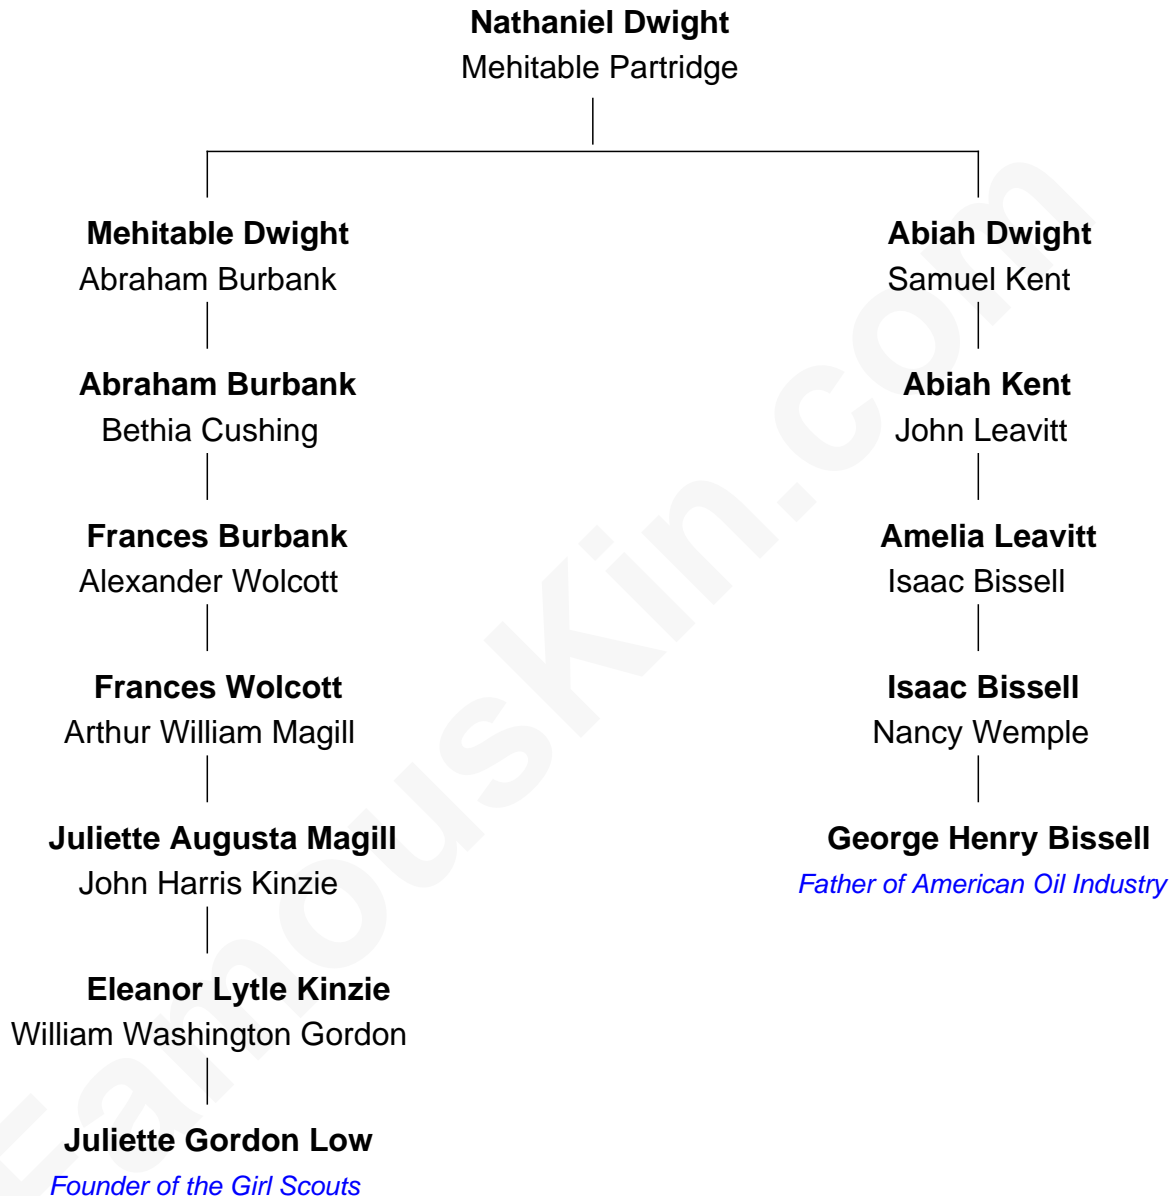 Nathaniel Dwight
Mehitable Partridge
Mehitable Dwight
Abraham Burbank
Abiah Dwight
Samuel Kent
Abraham Burbank
Bethia Cushing
Abiah Kent
John Leavitt
Frances Burbank
Alexander Wolcott
Amelia Leavitt
Isaac Bissell
Frances Wolcott
Arthur William Magill
Isaac Bissell
Nancy Wemple
Juliette Augusta Magill
John Harris Kinzie
George Henry Bissell
Father of American Oil Industry
Eleanor Lytle Kinzie
William Washington Gordon
Juliette Gordon Low
Founder of the Girl Scouts
FamousKin.com